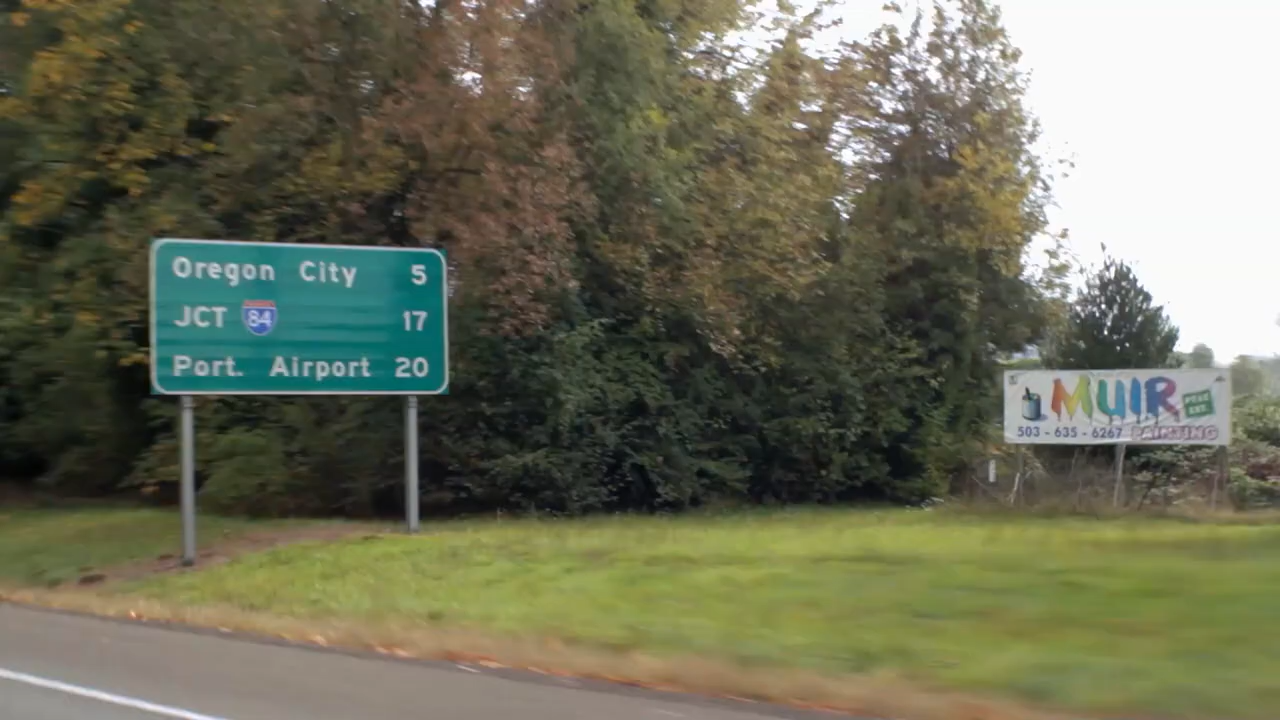 Oregon City 5
JCT 84 17
Port. Airport 20
MUIR
503-635-6267 PAINTING